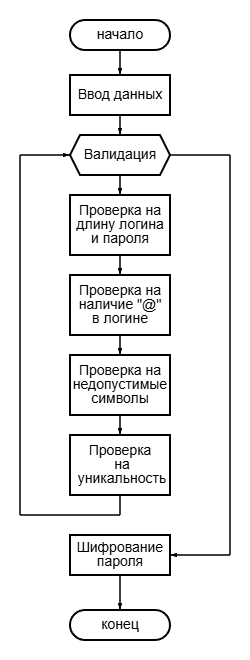 начало
Ввод данных
Валидация
Проверка на
длину логина
и пароля
Проверка на
наличие "@"
в логине
Проверка на
недопустимые
символы
Проверка
на
уникальность
Шифрование
пароля
конец